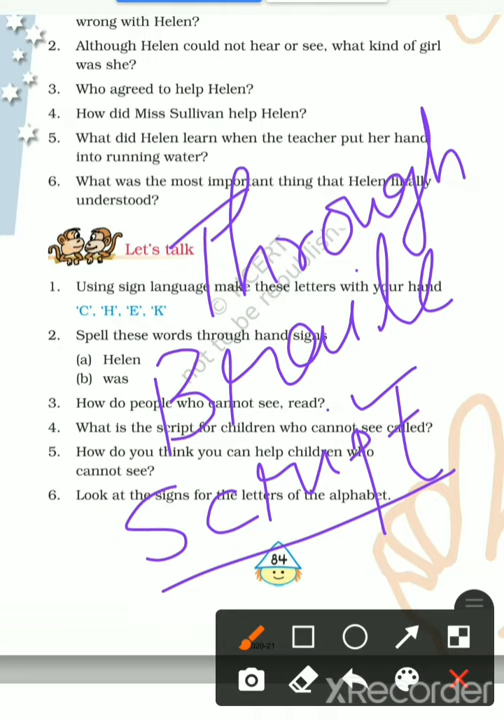 wrong with Helen?
2. Although Helen could not hear or see, what kind of girl
was she?
3. Who agreed to help Helen?
4. How did Miss Sullivan help Helen?
5. What did Helen learn when the teacher put her hand
into running water?
6. What was the most important thing that Helen finally
understood?
Let's talk
1. Using sign language make these letters with your hand
'C', 'H', 'E', 'K'
2. Spell these words through hand signs
(a) Helen
(b) was
3. How do people who cannot see, read?.
4. What is the script for children who cannot see called?
5. How do you think you can help children who
cannot see?
6. Look at the signs for the letters of the alphabet.
Through
Braille
script
© NCERT
not to be republished
84
2020-21
XRecorder